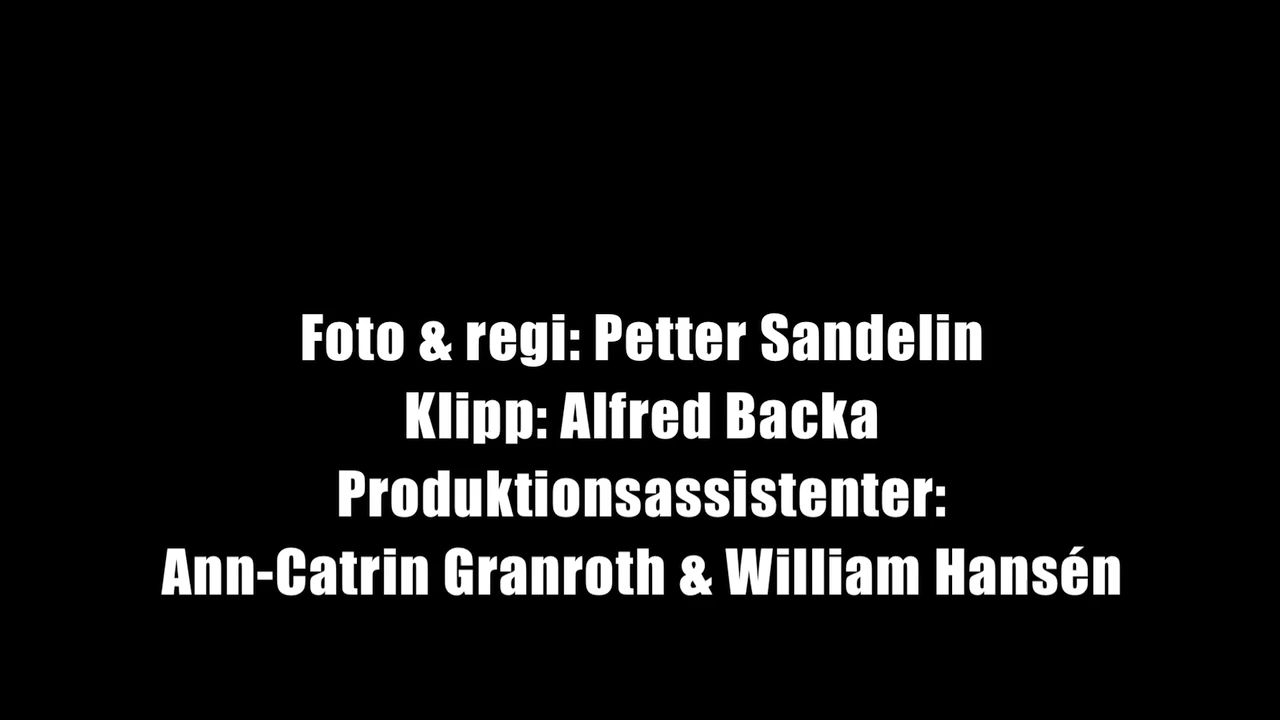 Foto & regi: Petter Sandelin
Klipp: Alfred Backa
Produktionsassistenter:
Ann-Catrin Granroth & William Hansén